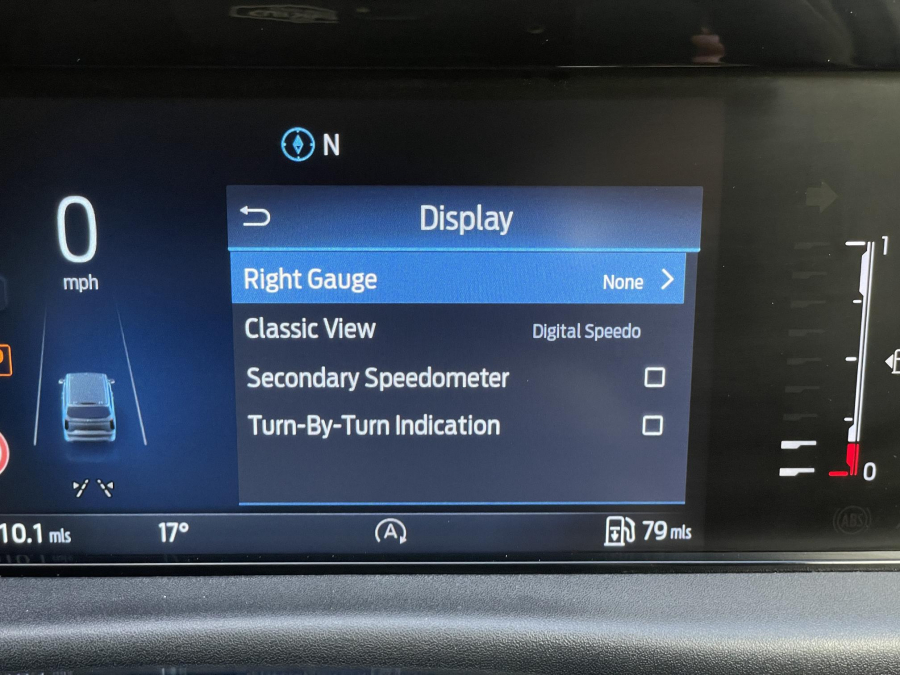 N
0
mph
Display
Right Gauge None
Classic View Digital Speedo
Secondary Speedometer
Turn-By-Turn Indication
1
0
10.1 mls 17° A 79 mls
ABS